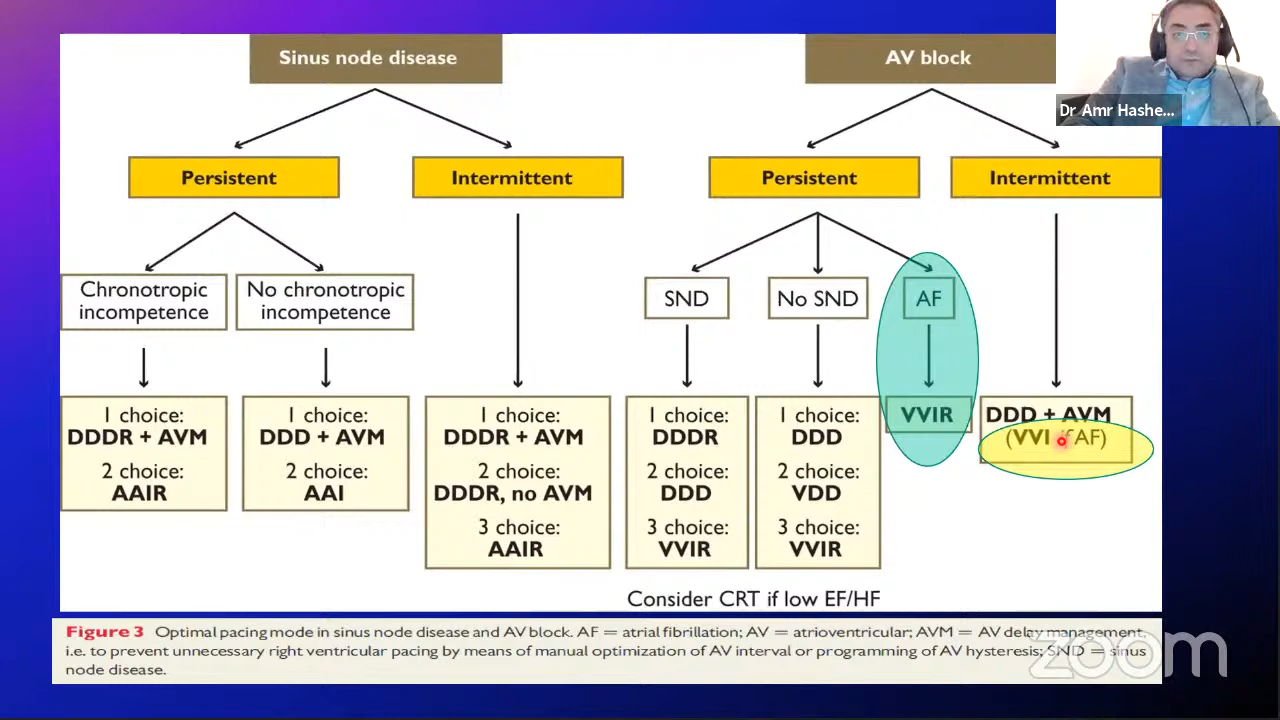 Sinus node disease
AV block
Dr Amr Hashe...
Persistent
Intermittent
Persistent
Intermittent
Chronotropic
incompetence
No chronotropic
incompetence
SND
No SND
AF
1 choice:
DDDR + AVM
2 choice:
AAIR
1 choice:
DDD + AVM
2 choice:
AAI
1 choice:
DDDR + AVM
2 choice:
DDDR, no AVM
3 choice:
AAIR
1 choice:
DDDR
2 choice:
DDD
3 choice:
VVIR
1 choice:
DDD
2 choice:
VDD
3 choice:
VVIR
VVIR
DDD + AVM
(VVI if AF)
Consider CRT if low EF/HF
Figure 3 Optimal pacing mode in sinus node disease and AV block. AF = atrial fibrillation; AV = atrioventricular; AVM = AV delay management,
i.e. to prevent unnecessary right ventricular pacing by means of manual optimization of AV interval or programming of AV hysteresis; SND = sinus
node disease.
zoom